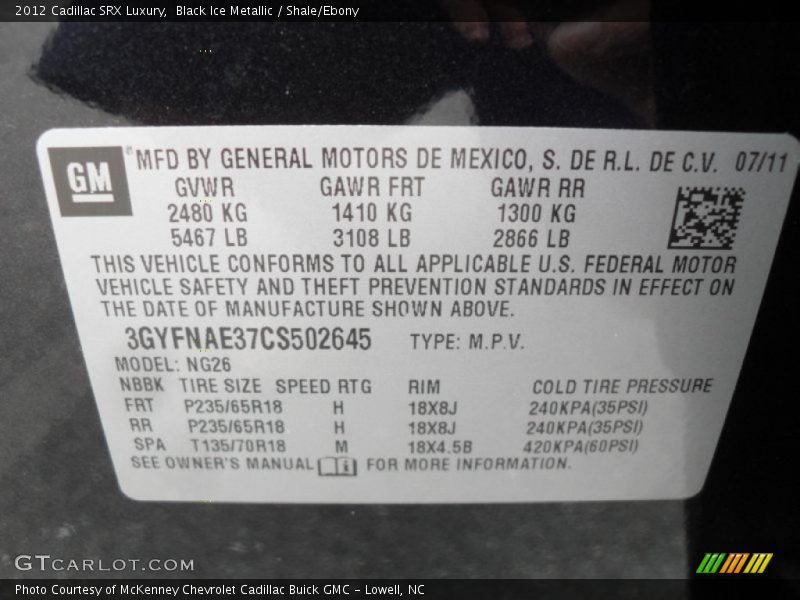 2012 Cadillac SRX Luxury,  Black Ice Metallic / Shale/Ebony
GM® MFD BY GENERAL MOTORS DE MEXICO, S. DE R.L. DE C.V. 07/11
GVWR GAWR FRT GAWR RR
2480 KG 1410 KG 1300 KG
5467 LB 3108 LB 2866 LB
THIS VEHICLE CONFORMS TO ALL APPLICABLE U.S. FEDERAL MOTOR
VEHICLE SAFETY AND THEFT PREVENTION STANDARDS IN EFFECT ON
THE DATE OF MANUFACTURE SHOWN ABOVE.
3GYFNAE37CS502645 TYPE: M.P.V.
MODEL: NG26
NBBK TIRE SIZE SPEED RTG RIM COLD TIRE PRESSURE
FRT P235/65R18 H 18X8J 240KPA(35PSI)
RR P235/65R18 H 18X8J 240KPA(35PSI)
SPA T135/70R18 M 18X4.5B 420KPA(60PSI)
SEE OWNER'S MANUAL FOR MORE INFORMATION.
GTCARLOT.COM
Photo Courtesy of McKenney Chevrolet Cadillac Buick GMC – Lowell, NC